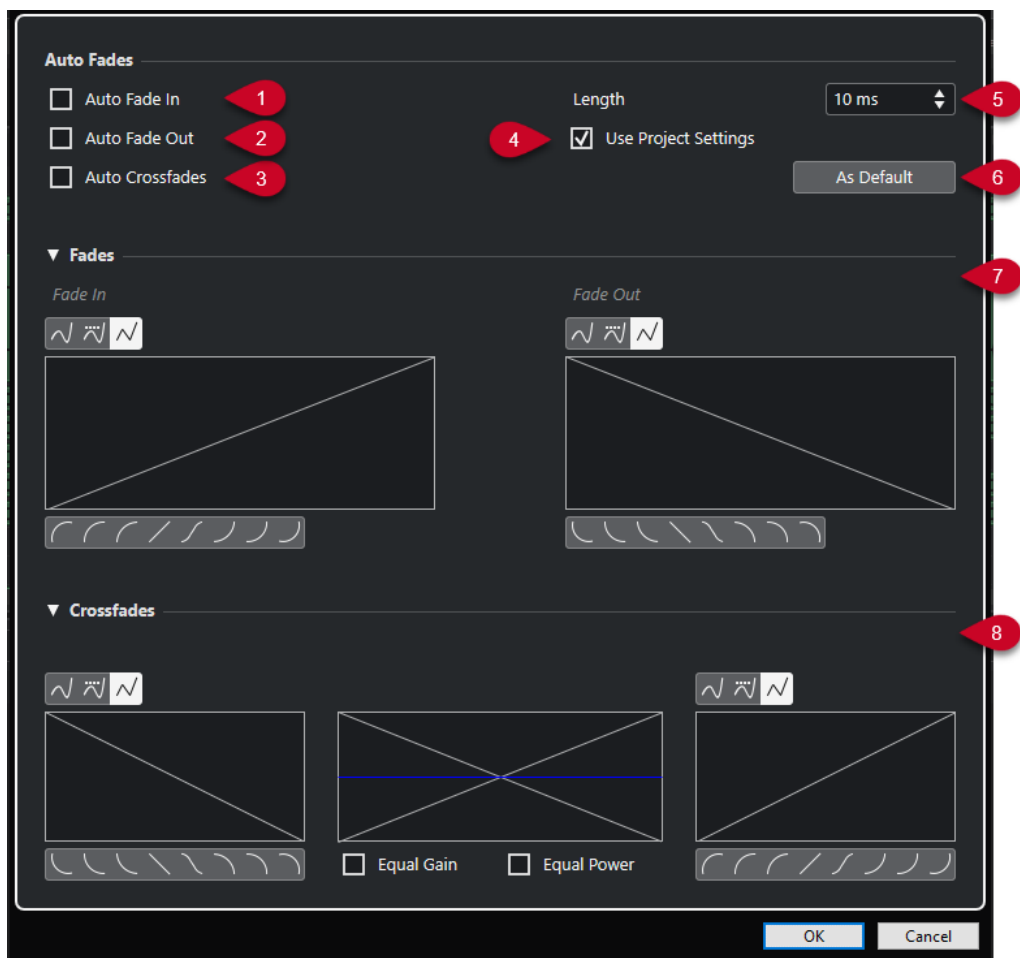 Auto Fades
Auto Fade In 1 Length 10 ms 5
Auto Fade Out 2 4 Use Project Settings
Auto Crossfades 3 As Default 6
Fades
7
Fade In Fade Out
Crossfades
8
Equal Gain Equal Power
OK Cancel